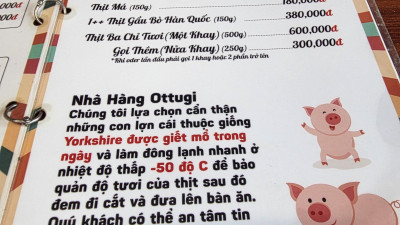 Thịt Má (150g) 180,000đ
1++ Thịt Gầu Bò Hàn Quốc (150g) 380,000đ
Thịt Ba Chỉ Tươi (Một Khay) (500g) 600,000đ
Gọi Thêm (Nửa Khay) (250g) 300,000đ
*Khi oder lần đầu phải gọi 1 khay hoặc 2 phần trở lên
Nhà Hàng Ottugi
Chúng tôi lựa chọn cẩn thận
những con lợn cái thuộc giống
Yorkshire được giết mổ trong
ngày và làm đông lạnh nhanh ở
nhiệt độ thấp -50 độ C để bảo
quản độ tươi của thịt sau đó
đem đi cắt và đưa lên bàn ăn.
Quý khách có thể an tâm tin